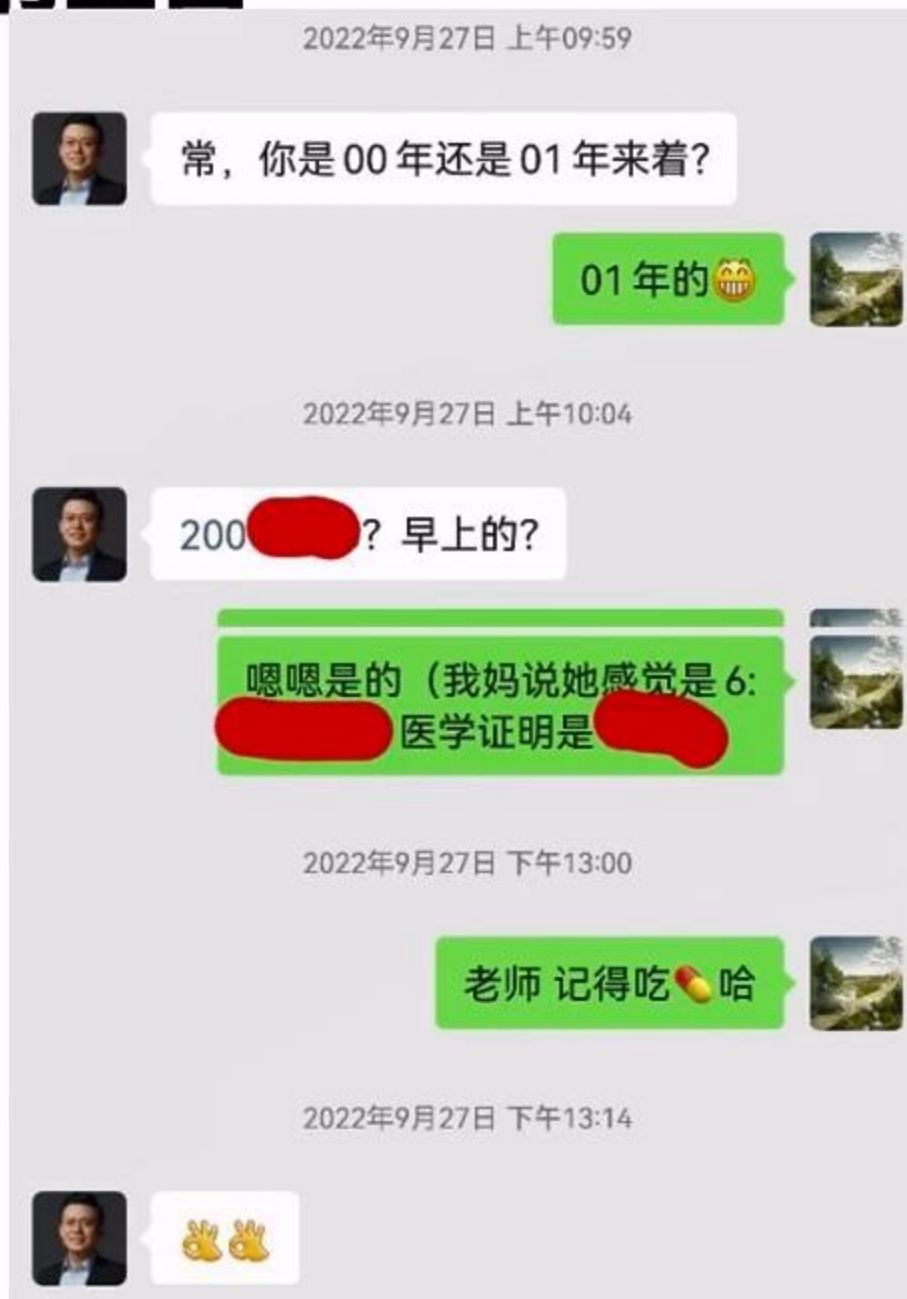 2022年9月27日 上午09:59
常，你是00年还是01年来着?
01年的😁
2022年9月27日 上午10:04
200? 早上的?
嗯嗯是的（我妈说她感觉是6:
医学证明是
2022年9月27日 下午13:00
老师 记得吃💊哈
2022年9月27日 下午13:14
👌👌